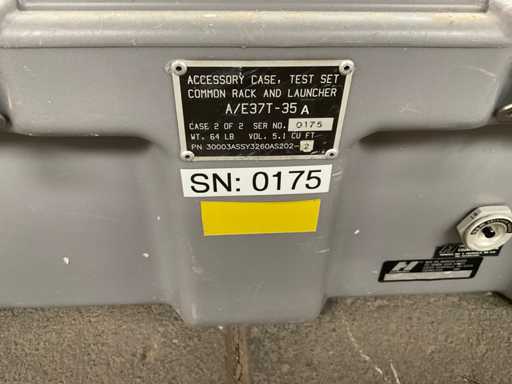 ACCESSORY CASE, TEST SET
COMMON RACK AND LAUNCHER
A/E37T-35 A
CASE 2 OF 2 SER NO. 0175
WT. 64 LB VOL. 5.1 CU FT
PN 30003ASSY3260AS202-2
SN: 0175